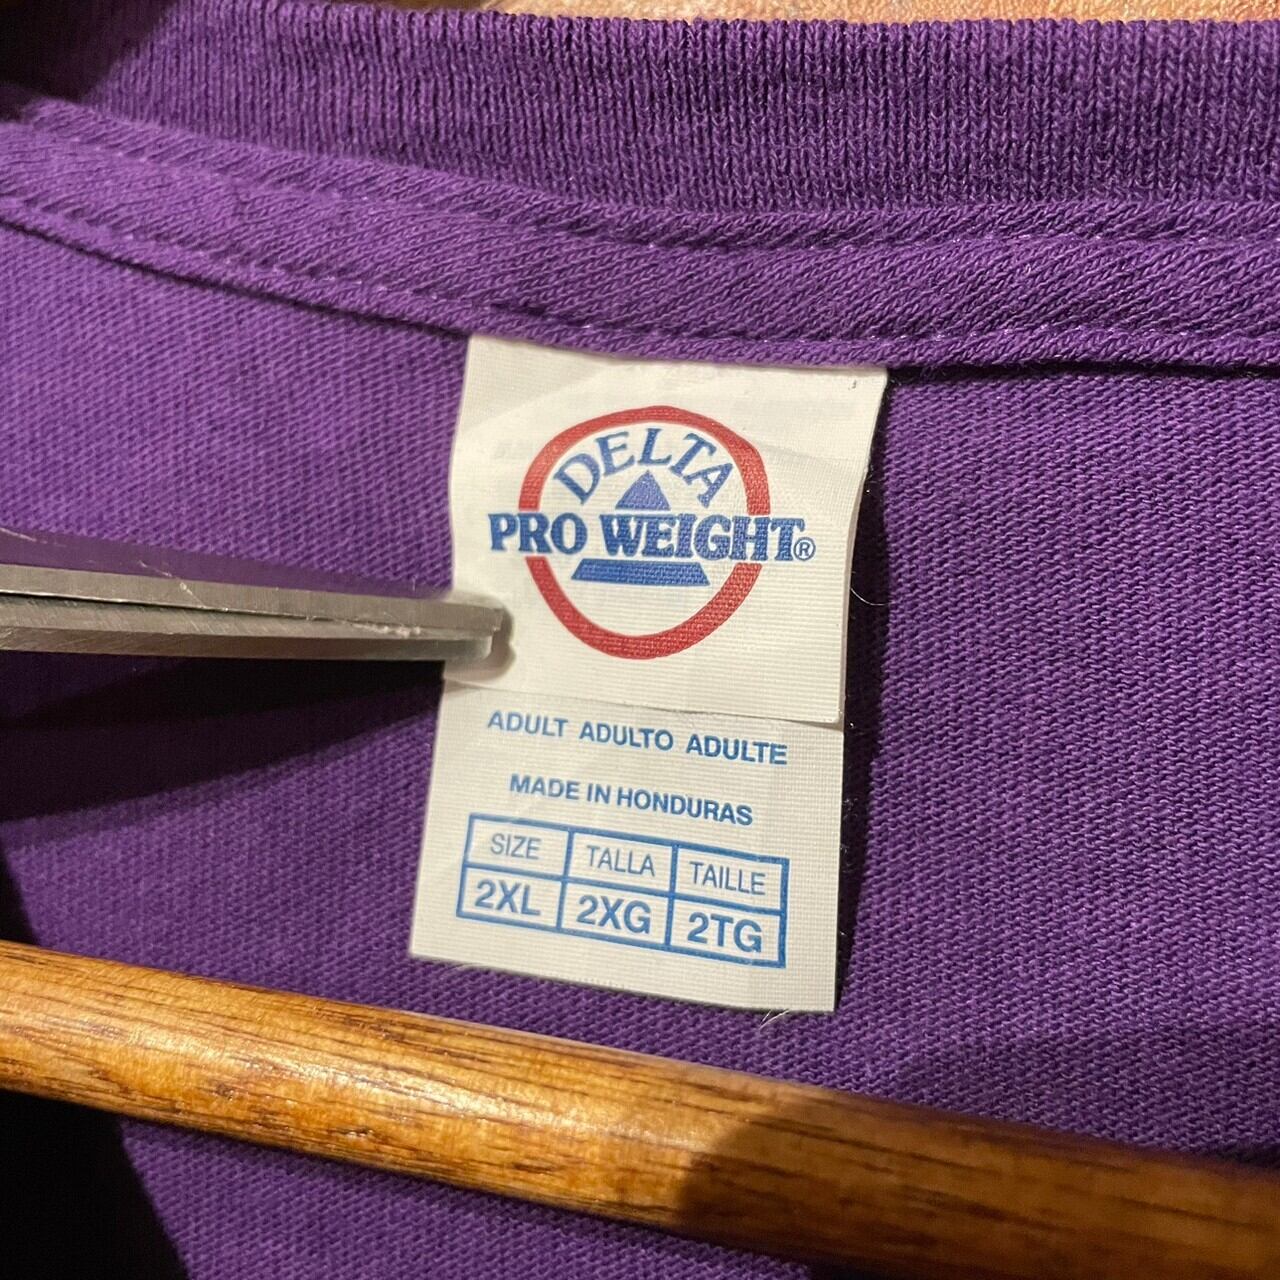 DELTA
PRO WEIGHT®
ADULT ADULTO ADULTE
MADE IN HONDURAS
SIZE TALLA TAILLE
2XL 2XG 2TG